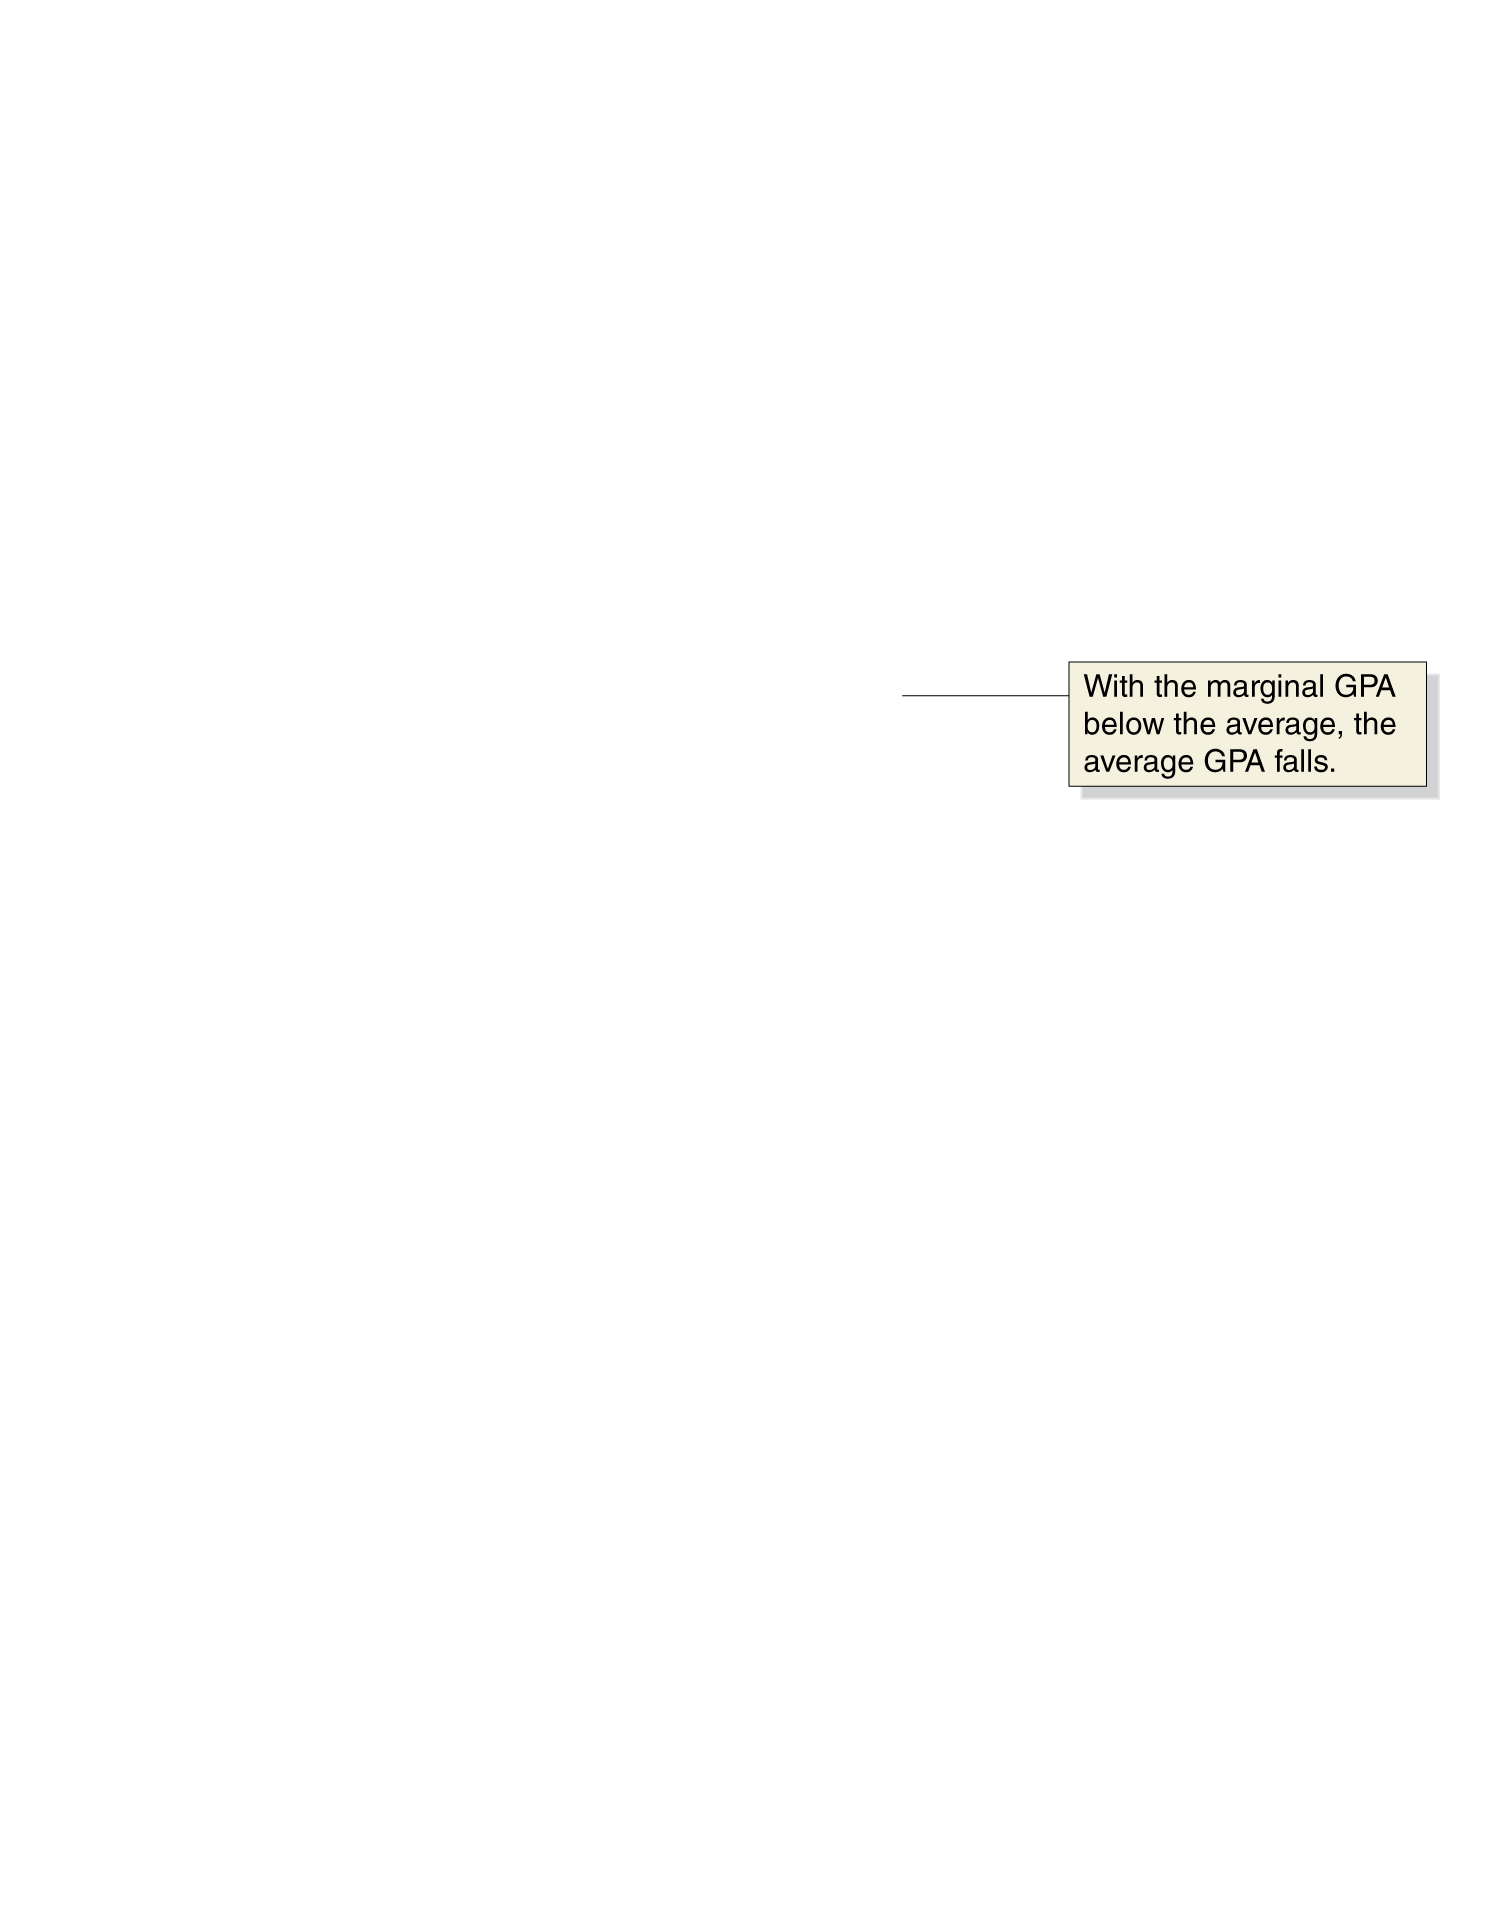 With the marginal GPA
below the average, the
average GPA falls.